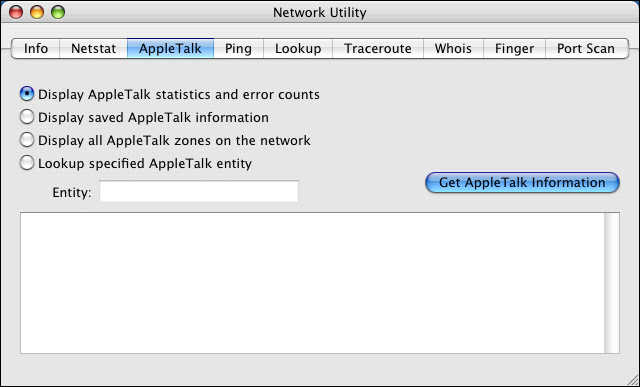 Network Utility
Info Netstat AppleTalk Ping Lookup Traceroute Whois Finger Port Scan
Display AppleTalk statistics and error counts
Display saved AppleTalk information
Display all AppleTalk zones on the network
Lookup specified AppleTalk entity
Entity:
Get AppleTalk Information